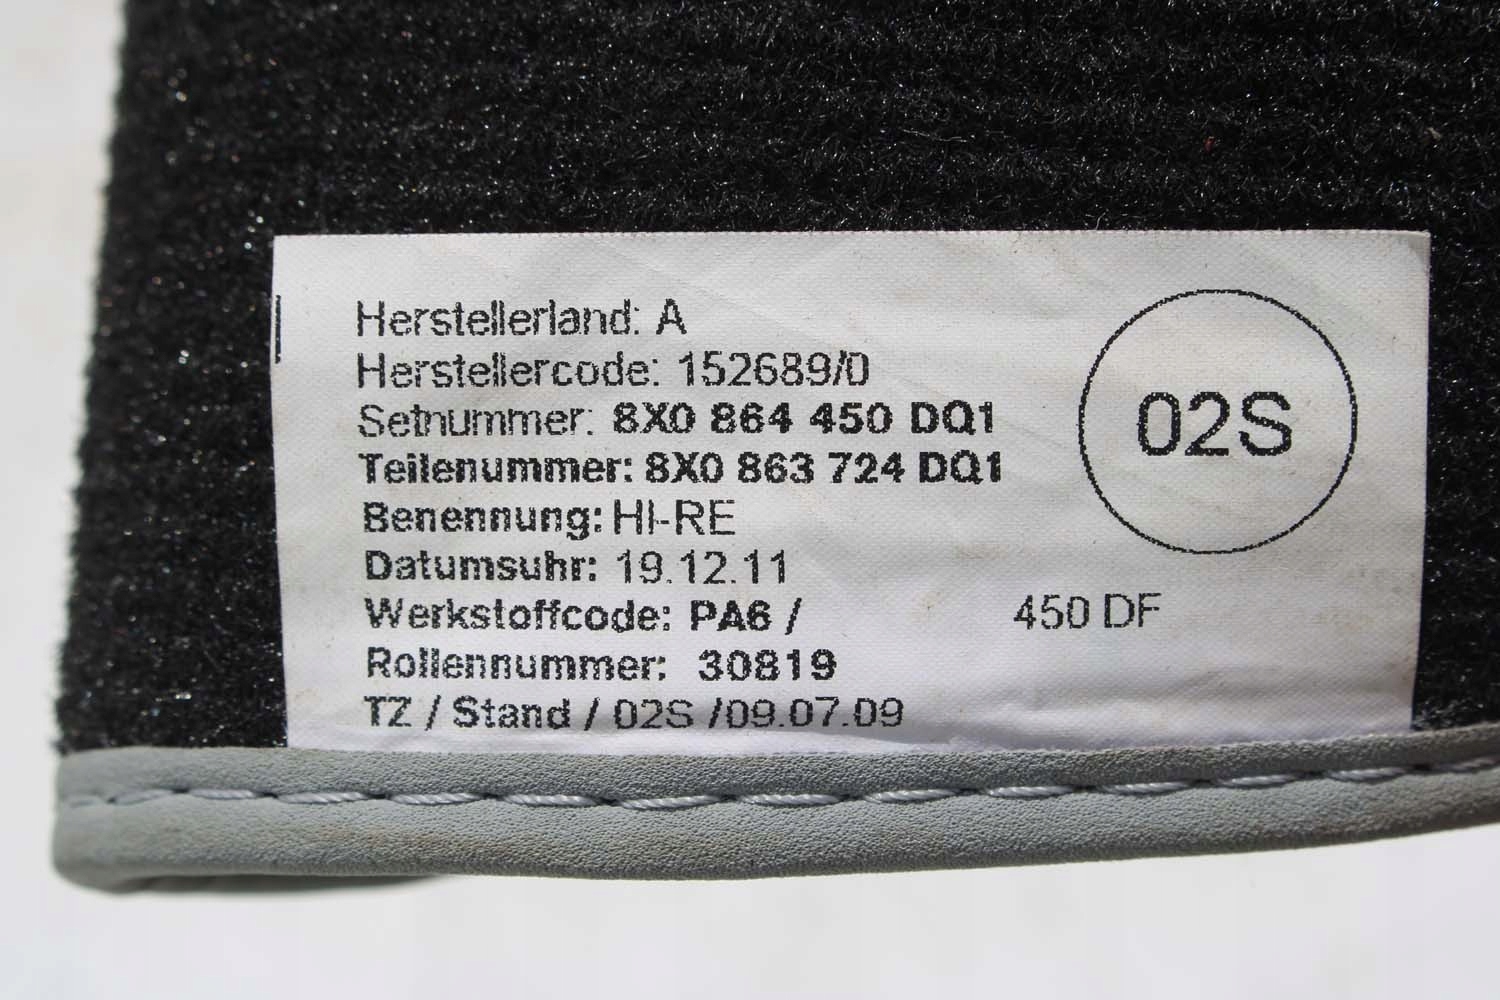 Herstellerland: A
Herstellercode: 152689/0
Setnummer: 8X0 864 450 DQ1
Teilenummer: 8X0 863 724 DQ1
Benennung: HI-RE
Datumsuhr: 19.12.11
Werkstoffcode: PA6 / 450 DF
Rollennummer: 30819
TZ / Stand / 02S /09.07.09
02S